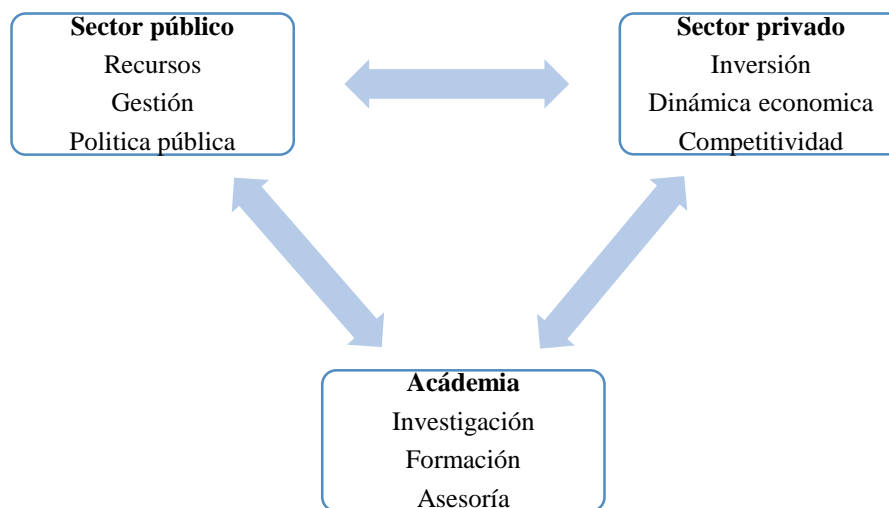 Sector público
Recursos
Gestión
Politica pública
Sector privado
Inversión
Dinámica economica
Competitividad
Acádemia
Investigación
Formación
Asesoría